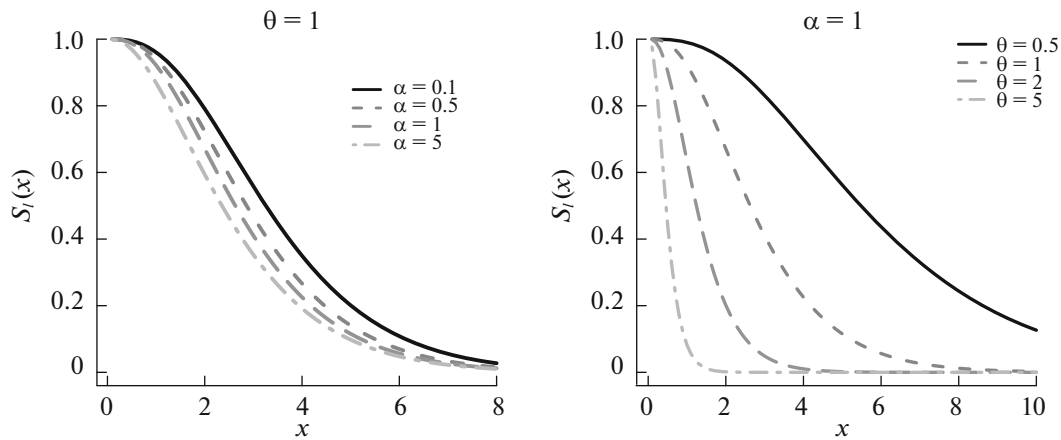 θ = 1
S_l(x)
1.0
0.8
0.6
0.4
0.2
0
0 2 4 6 8
x
α = 0.1
α = 0.5
α = 1
α = 5
α = 1
S_l(x)
1.0
0.8
0.6
0.4
0.2
0
0 2 4 6 8 10
x
θ = 0.5
θ = 1
θ = 2
θ = 5